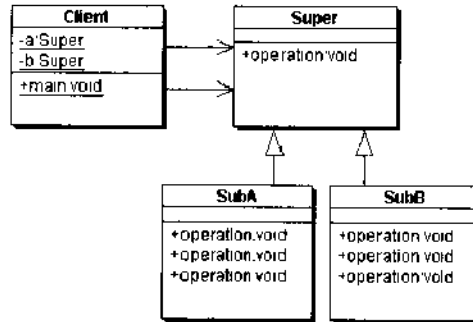 Client
-a:Super
-b:Super
+main:void
Super
+operation:void
SubA
+operation:void
+operation:void
+operation:void
SubB
+operation:void
+operation:void
+operation:void